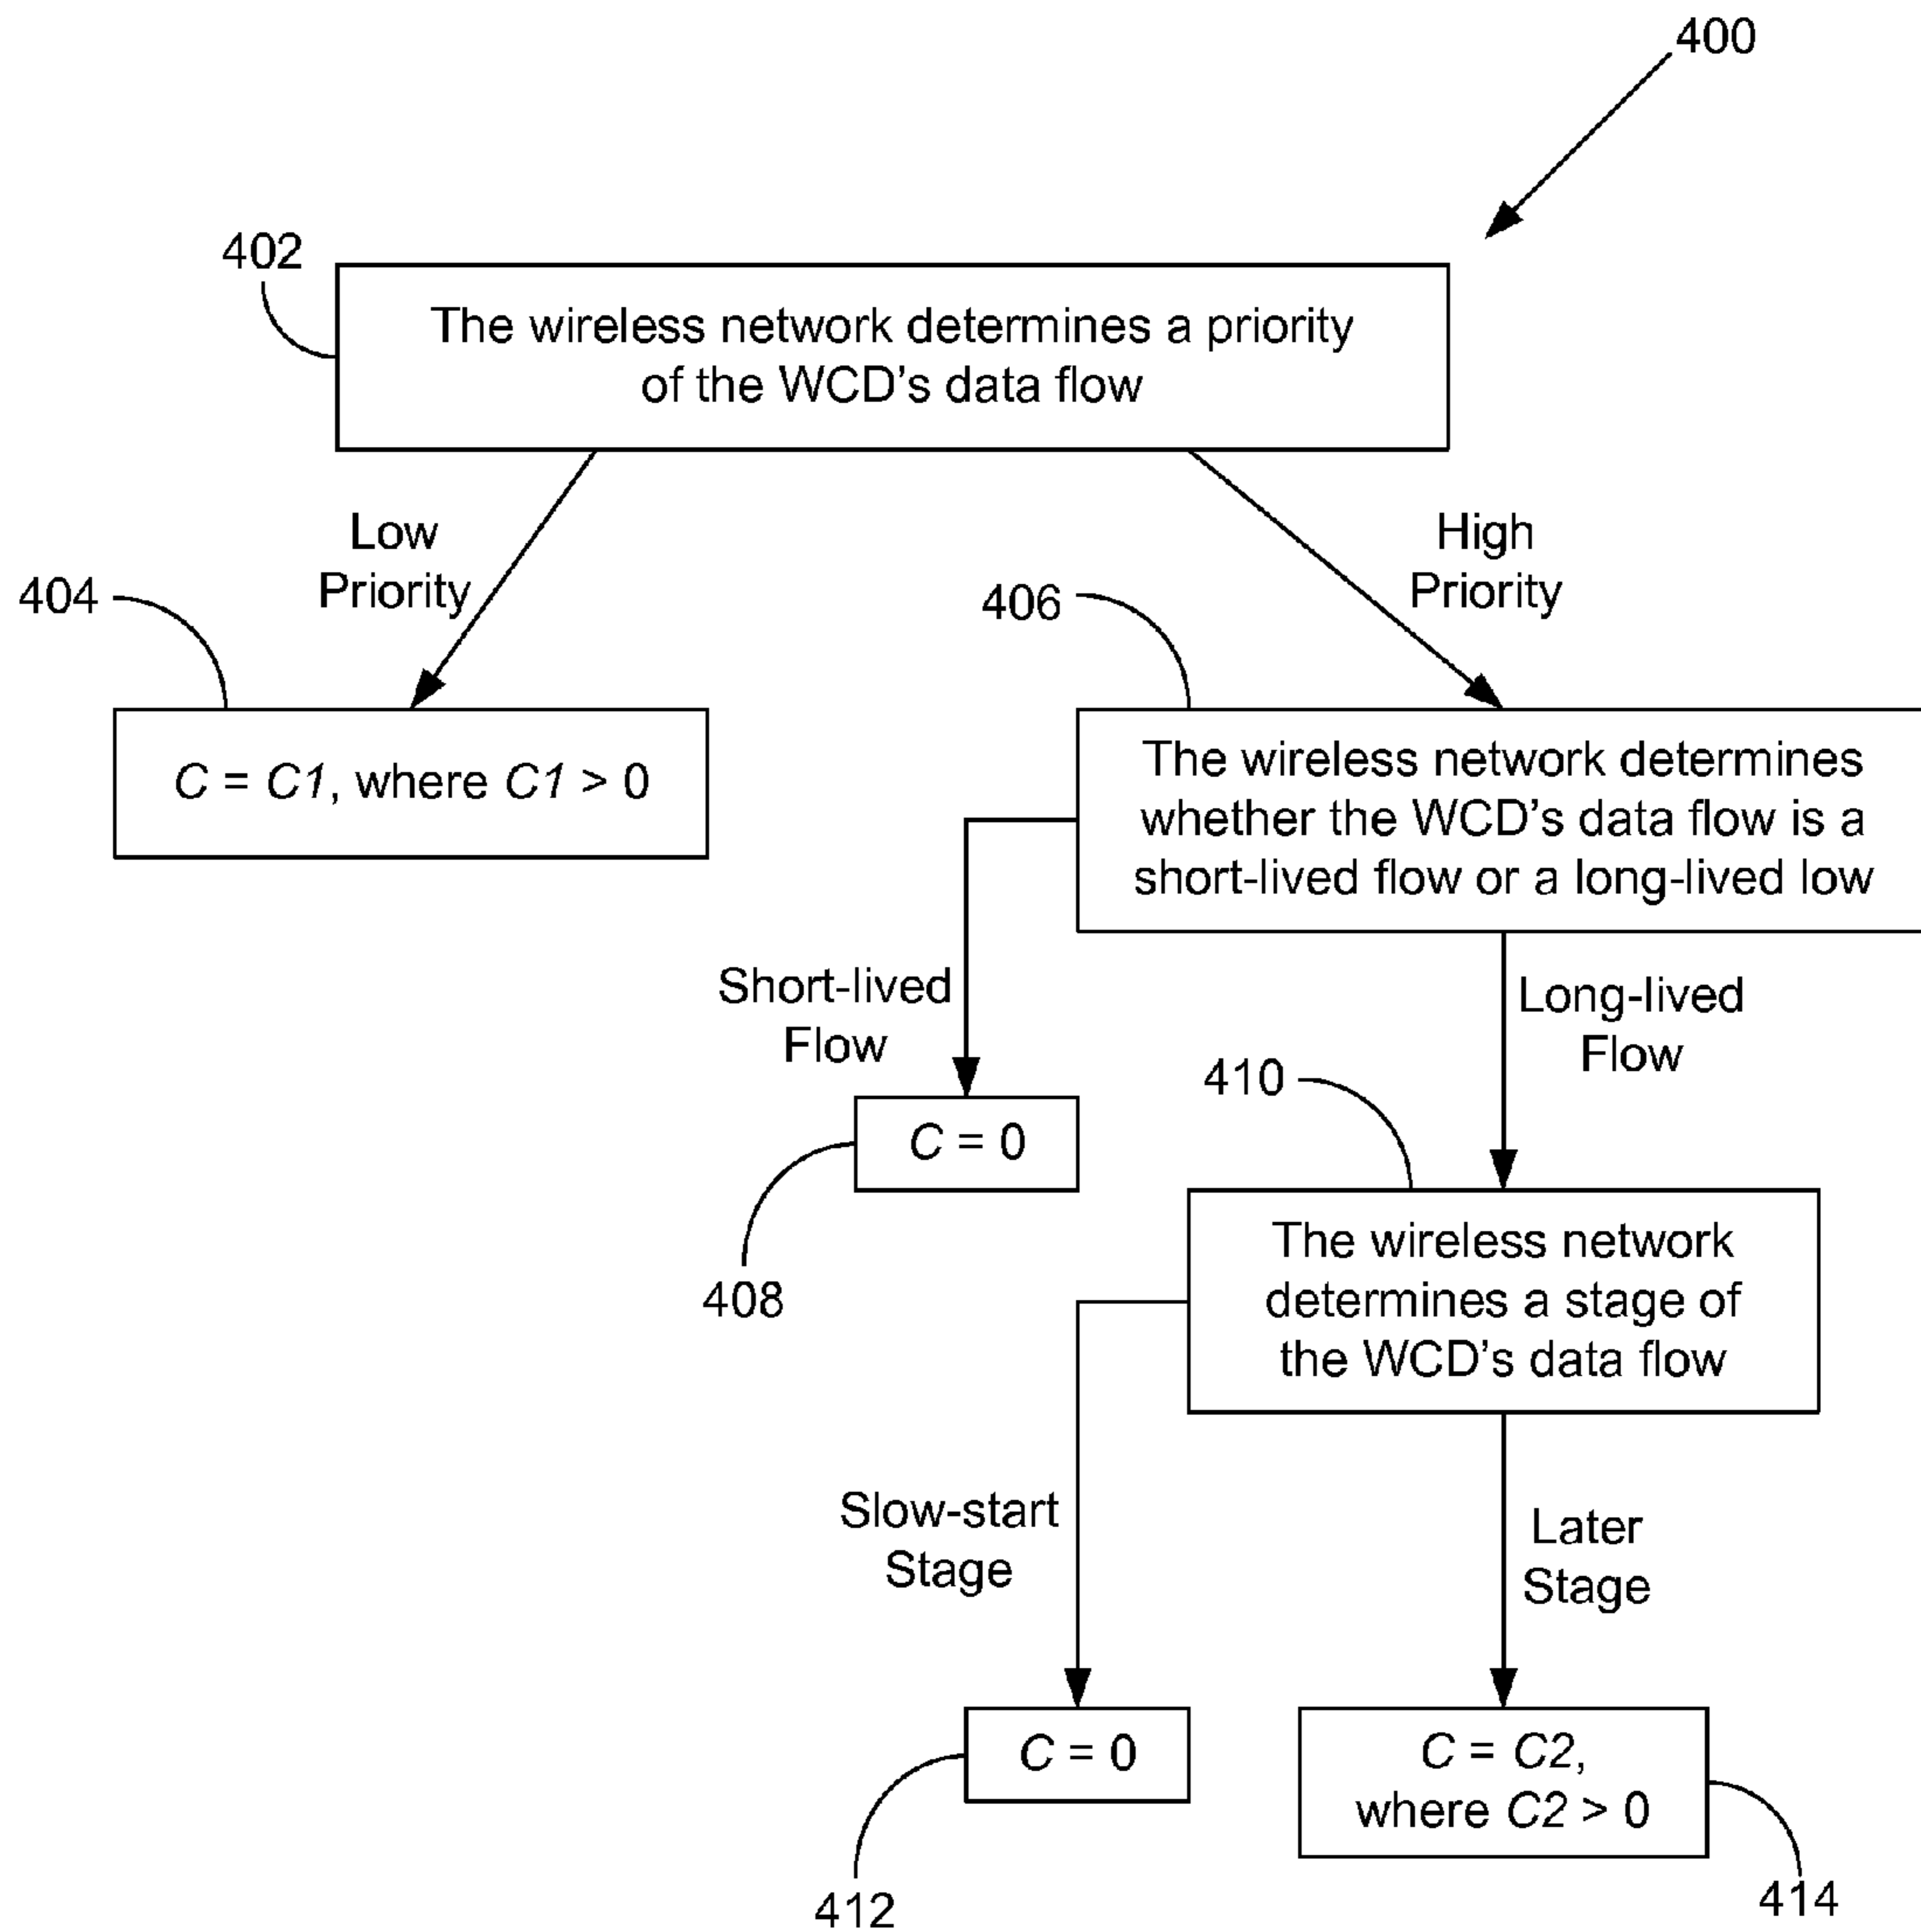 400
402
The wireless network determines a priority
of the WCD's data flow
Low
Priority
High
Priority
404
406
C = C1, where C1 > 0
The wireless network determines
whether the WCD's data flow is a
short-lived flow or a long-lived low
Short-lived
Flow
Long-lived
Flow
410
C = 0
408
The wireless network
determines a stage of
the WCD's data flow
Slow-start
Stage
Later
Stage
C = 0
C = C2,
where C2 > 0
412
414